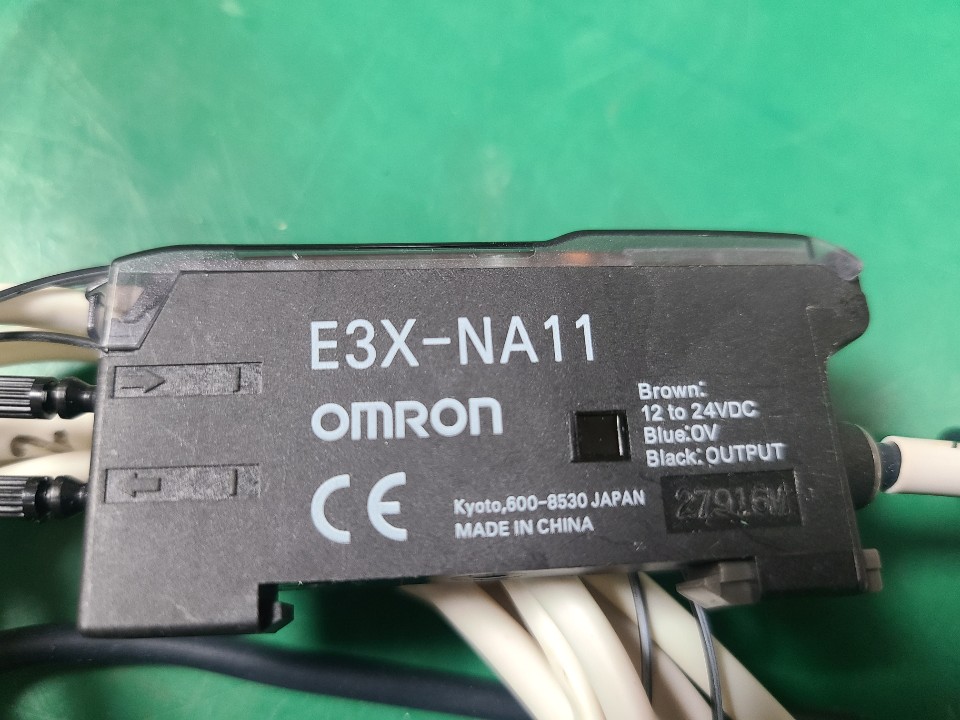 E3X-NA11
OMRON
CE
Brown:
12 to 24VDC
Blue:0V
Black: OUTPUT
Kyoto,600-8530 JAPAN
MADE IN CHINA